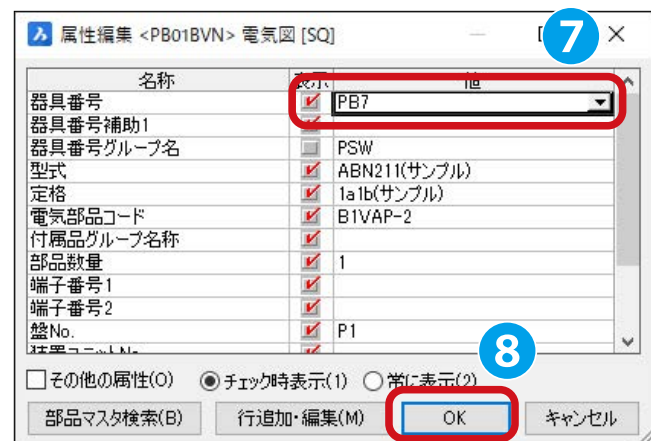 属性編集 <PB01BVN> 電気図 [SQ]
7
名称 表示 値
器具番号 PB7
器具番号補助1
器具番号グループ名 PSW
型式 ABN211(サンプル)
定格 1a1b(サンプル)
電気部品コード B1VAP-2
付属品グループ名称
部品数量 1
端子番号1
端子番号2
盤No. P1
8
その他の属性(O) チェック時表示(1) 常に表示(2)
部品マスタ検索(B) 行追加・編集(M) OK キャンセル